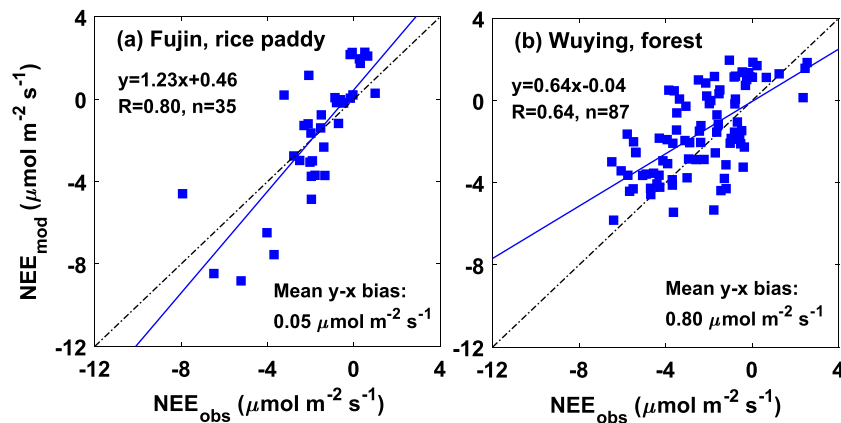 (a) Fujin, rice paddy
y=1.23x+0.46
R=0.80, n=35
Mean y-x bias:
0.05 μmol m⁻² s⁻¹
4
0
-4
-8
-12
-12 -8 -4 0 4
NEE_mod (μmol m⁻² s⁻¹)
NEE_obs (μmol m⁻² s⁻¹)
(b) Wuying, forest
y=0.64x-0.04
R=0.64, n=87
Mean y-x bias:
0.80 μmol m⁻² s⁻¹
4
0
-4
-8
-12
-12 -8 -4 0 4
NEE_obs (μmol m⁻² s⁻¹)